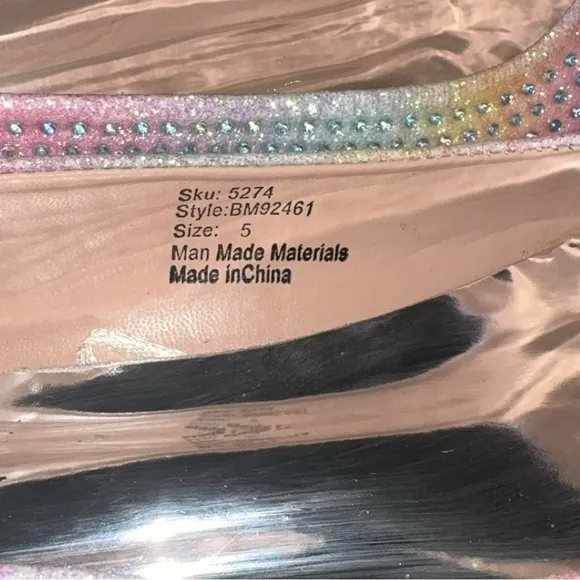 Sku: 5274
Style:BM92461
Size: 5
Man Made Materials
Made inChina